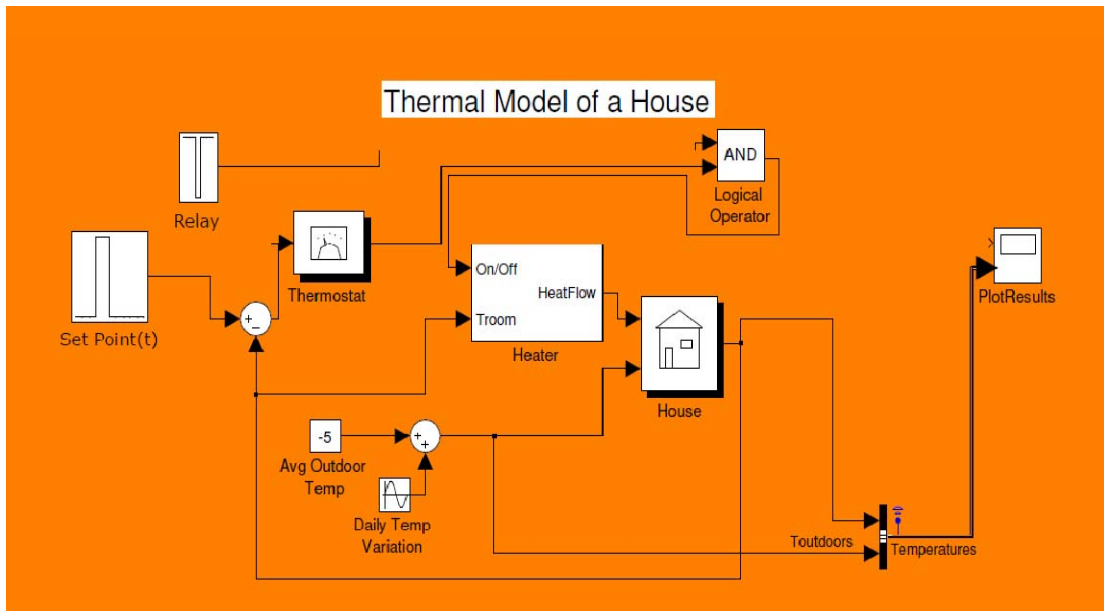 Thermal Model of a House
AND
Logical
Operator
Relay
Thermostat
Set Point(t)
+
−
On/Off
HeatFlow
Troom
Heater
House
PlotResults
-5
+
+
Avg Outdoor
Temp
Daily Temp
Variation
Toutdoors
Temperatures